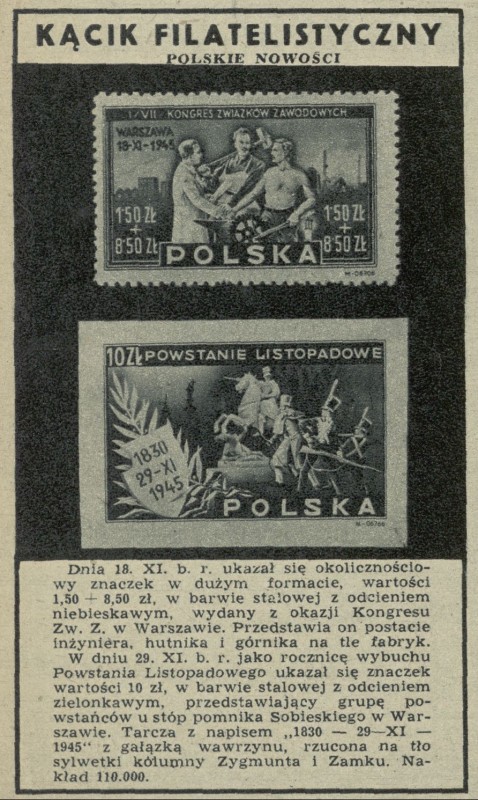 KĄCIK FILATELISTYCZNY
POLSKIE NOWOŚCI
I/VII KONGRES ZWIĄZKÓW ZAWODOWYCH
WARSZAWA
18-XI-1945
1·50 ZŁ
+
8·50 ZŁ
1·50 ZŁ
+
8·50 ZŁ
POLSKA
10 ZŁ POWSTANIE LISTOPADOWE
1830
29-XI
1945
POLSKA
Dnia 18. XI. b. r. ukazał się okolicznościo-
wy znaczek w dużym formacie, wartości
1,50 + 8,50 zł, w barwie stalowej z odcieniem
niebieskawym, wydany z okazji Kongresu
Zw. Z. w Warszawie. Przedstawia on postacie
inżyniera, hutnika i górnika na tle fabryk.
W dniu 29. XI. b. r. jako rocznicę wybuchu
Powstania Listopadowego ukazał się znaczek
wartości 10 zł, w barwie stalowej z odcieniem
zielonkawym, przedstawiający grupę po-
wstańców u stóp pomnika Sobieskiego w War-
szawie. Tarcza z napisem „1830 — 29—XI —
1945“ z gałązką wawrzynu, rzucona na tło
sylwetki kolumny Zygmunta i Zamku. Na-
kład 110.000.